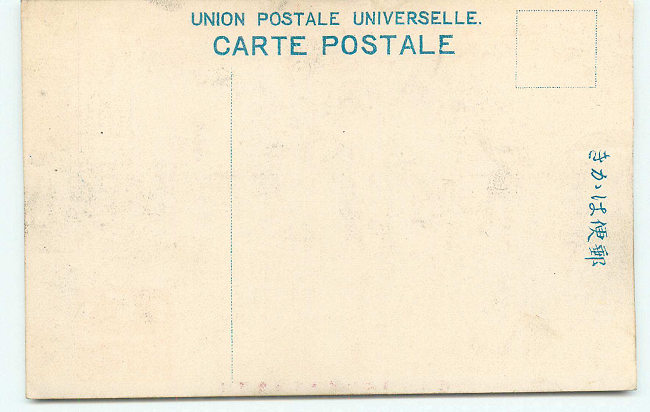 UNION POSTALE UNIVERSELLE.
CARTE POSTALE
郵便はかき